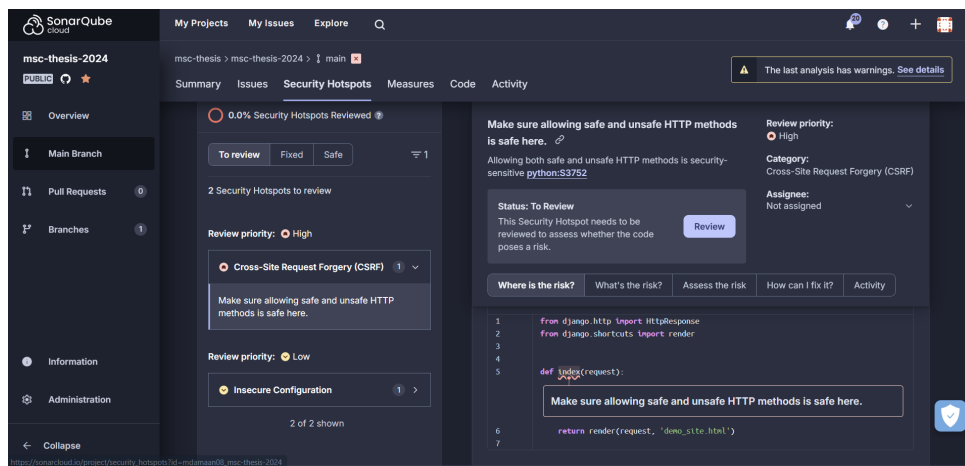 SonarQube cloud
My Projects My Issues Explore
20
msc-thesis-2024
PUBLIC
Overview
Main Branch
Pull Requests 0
Branches 1
Information
Administration
Collapse
https://sonarcloud.io/project/security_hotspots?id=mdamaan08_msc-thesis-2024
msc-thesis > msc-thesis-2024 > main
Summary Issues Security Hotspots Measures Code Activity
The last analysis has warnings. See details
0.0% Security Hotspots Reviewed
To review Fixed Safe
1
2 Security Hotspots to review
Review priority: High
Cross-Site Request Forgery (CSRF) 1
Make sure allowing safe and unsafe HTTP
methods is safe here.
Review priority: Low
Insecure Configuration 1
2 of 2 shown
Make sure allowing safe and unsafe HTTP methods
is safe here.
Allowing both safe and unsafe HTTP methods is security-
sensitive python:S3752
Review priority:
High
Category:
Cross-Site Request Forgery (CSRF)
Assignee:
Not assigned
Status: To Review
This Security Hotspot needs to be
reviewed to assess whether the code
poses a risk.
Review
Where is the risk? What's the risk? Assess the risk How can I fix it? Activity
1 from django.http import HttpResponse
2 from django.shortcuts import render
3
4
5 def index(request):
Make sure allowing safe and unsafe HTTP methods is safe here.
6 return render(request, 'demo_site.html')
7